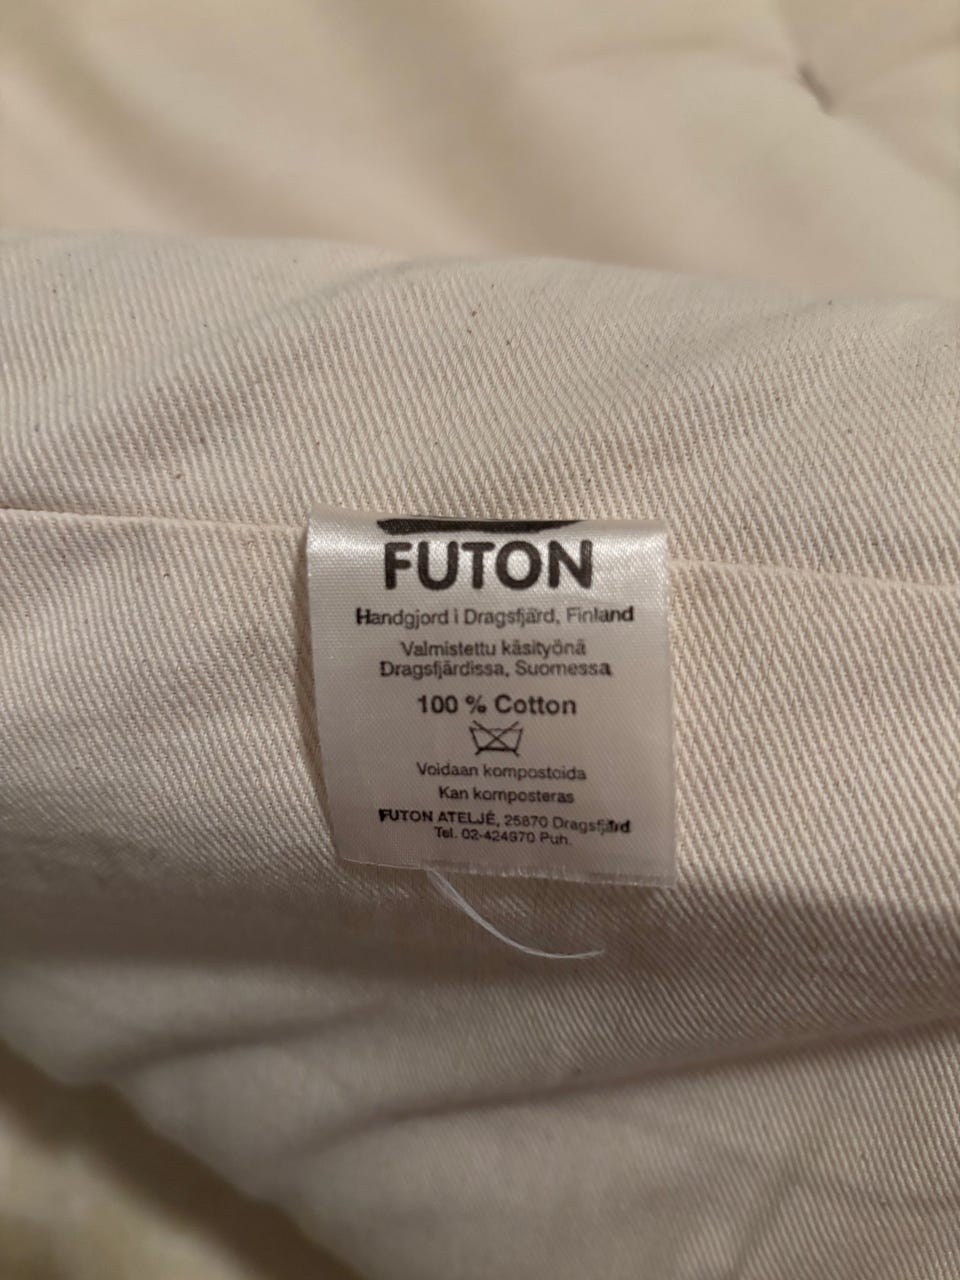 FUTON
Handgjord i Dragsfjärd, Finland
Valmistettu käsityönä
Dragsfjärdissa, Suomessa
100 % Cotton
Voidaan kompostoida
Kan komposteras
FUTON ATELJÉ, 25870 Dragsfjärd
Tel. 02-424970 Puh.